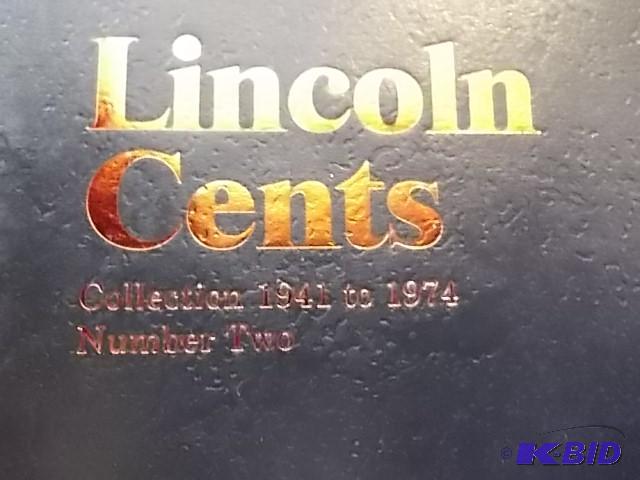 Lincoln
Cents
Collection 1941 to 1974
Number Two
© K-BID